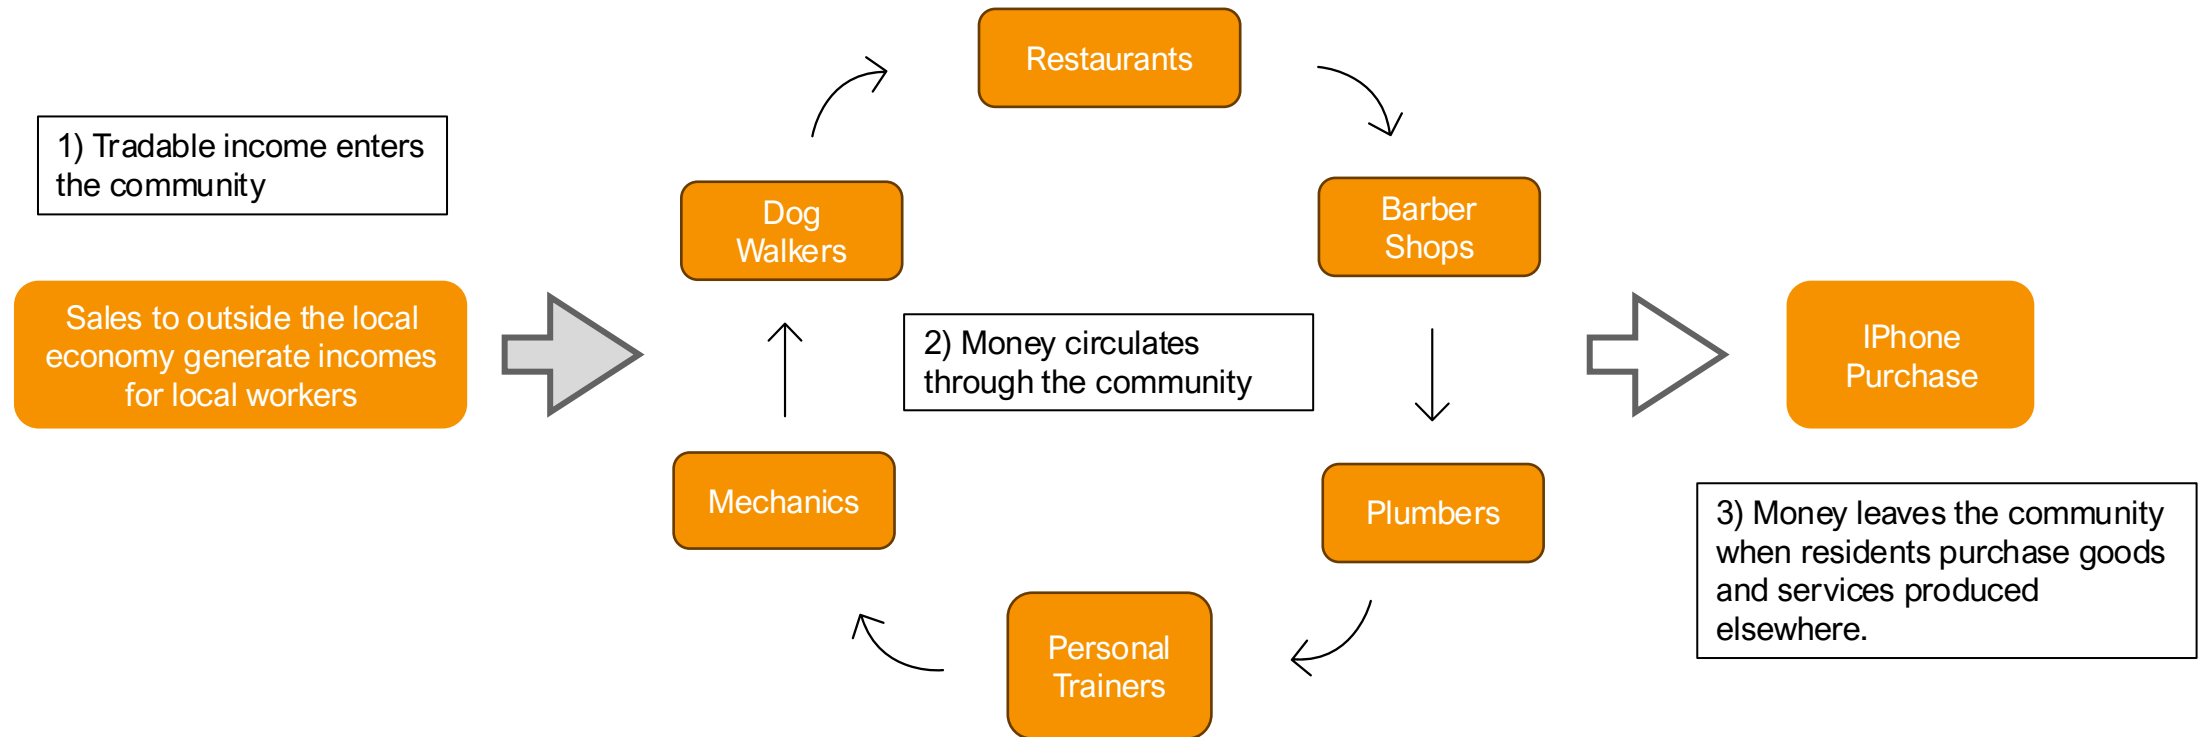 1) Tradable income enters
the community
Sales to outside the local
economy generate incomes
for local workers
Restaurants
Dog
Walkers
Barber
Shops
2) Money circulates
through the community
Mechanics
Plumbers
Personal
Trainers
IPhone
Purchase
3) Money leaves the community
when residents purchase goods
and services produced
elsewhere.